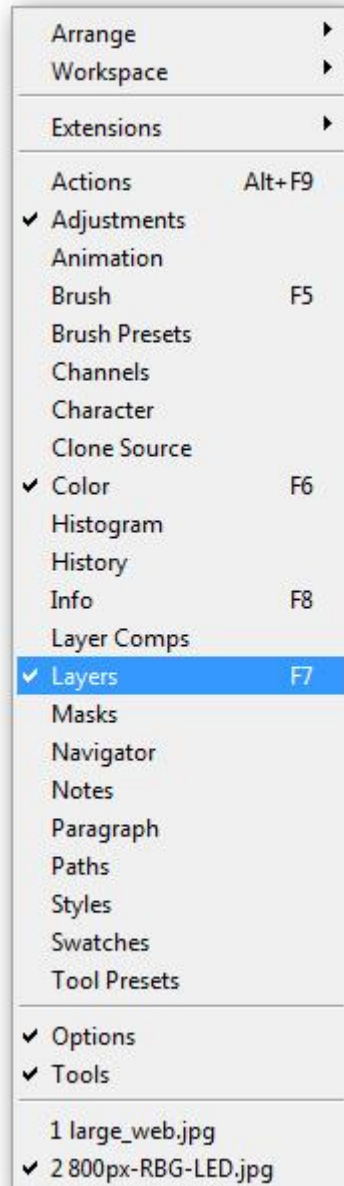 Arrange
Workspace
Extensions
Actions Alt+F9
Adjustments
Animation
Brush F5
Brush Presets
Channels
Character
Clone Source
Color F6
Histogram
History
Info F8
Layer Comps
Layers F7
Masks
Navigator
Notes
Paragraph
Paths
Styles
Swatches
Tool Presets
Options
Tools
1 large_web.jpg
2 800px-RBG-LED.jpg